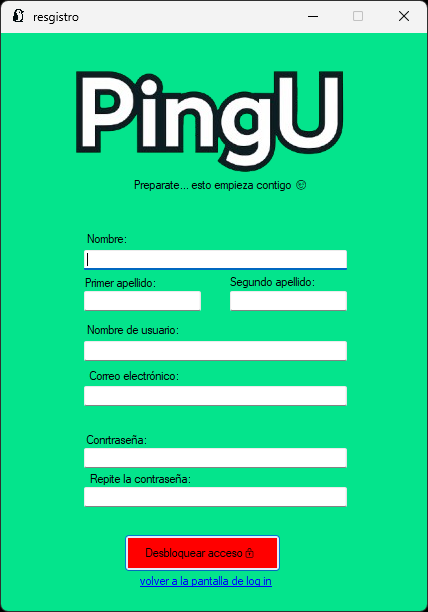 resgistro
PingU
Preparate... esto empieza contigo 😉
Nombre:
Primer apellido:
Segundo apellido:
Nombre de usuario:
Correo electrónico:
Conrtraseña:
Repite la contraseña:
Desbloquear acceso🔓
volver a la pantalla de log in